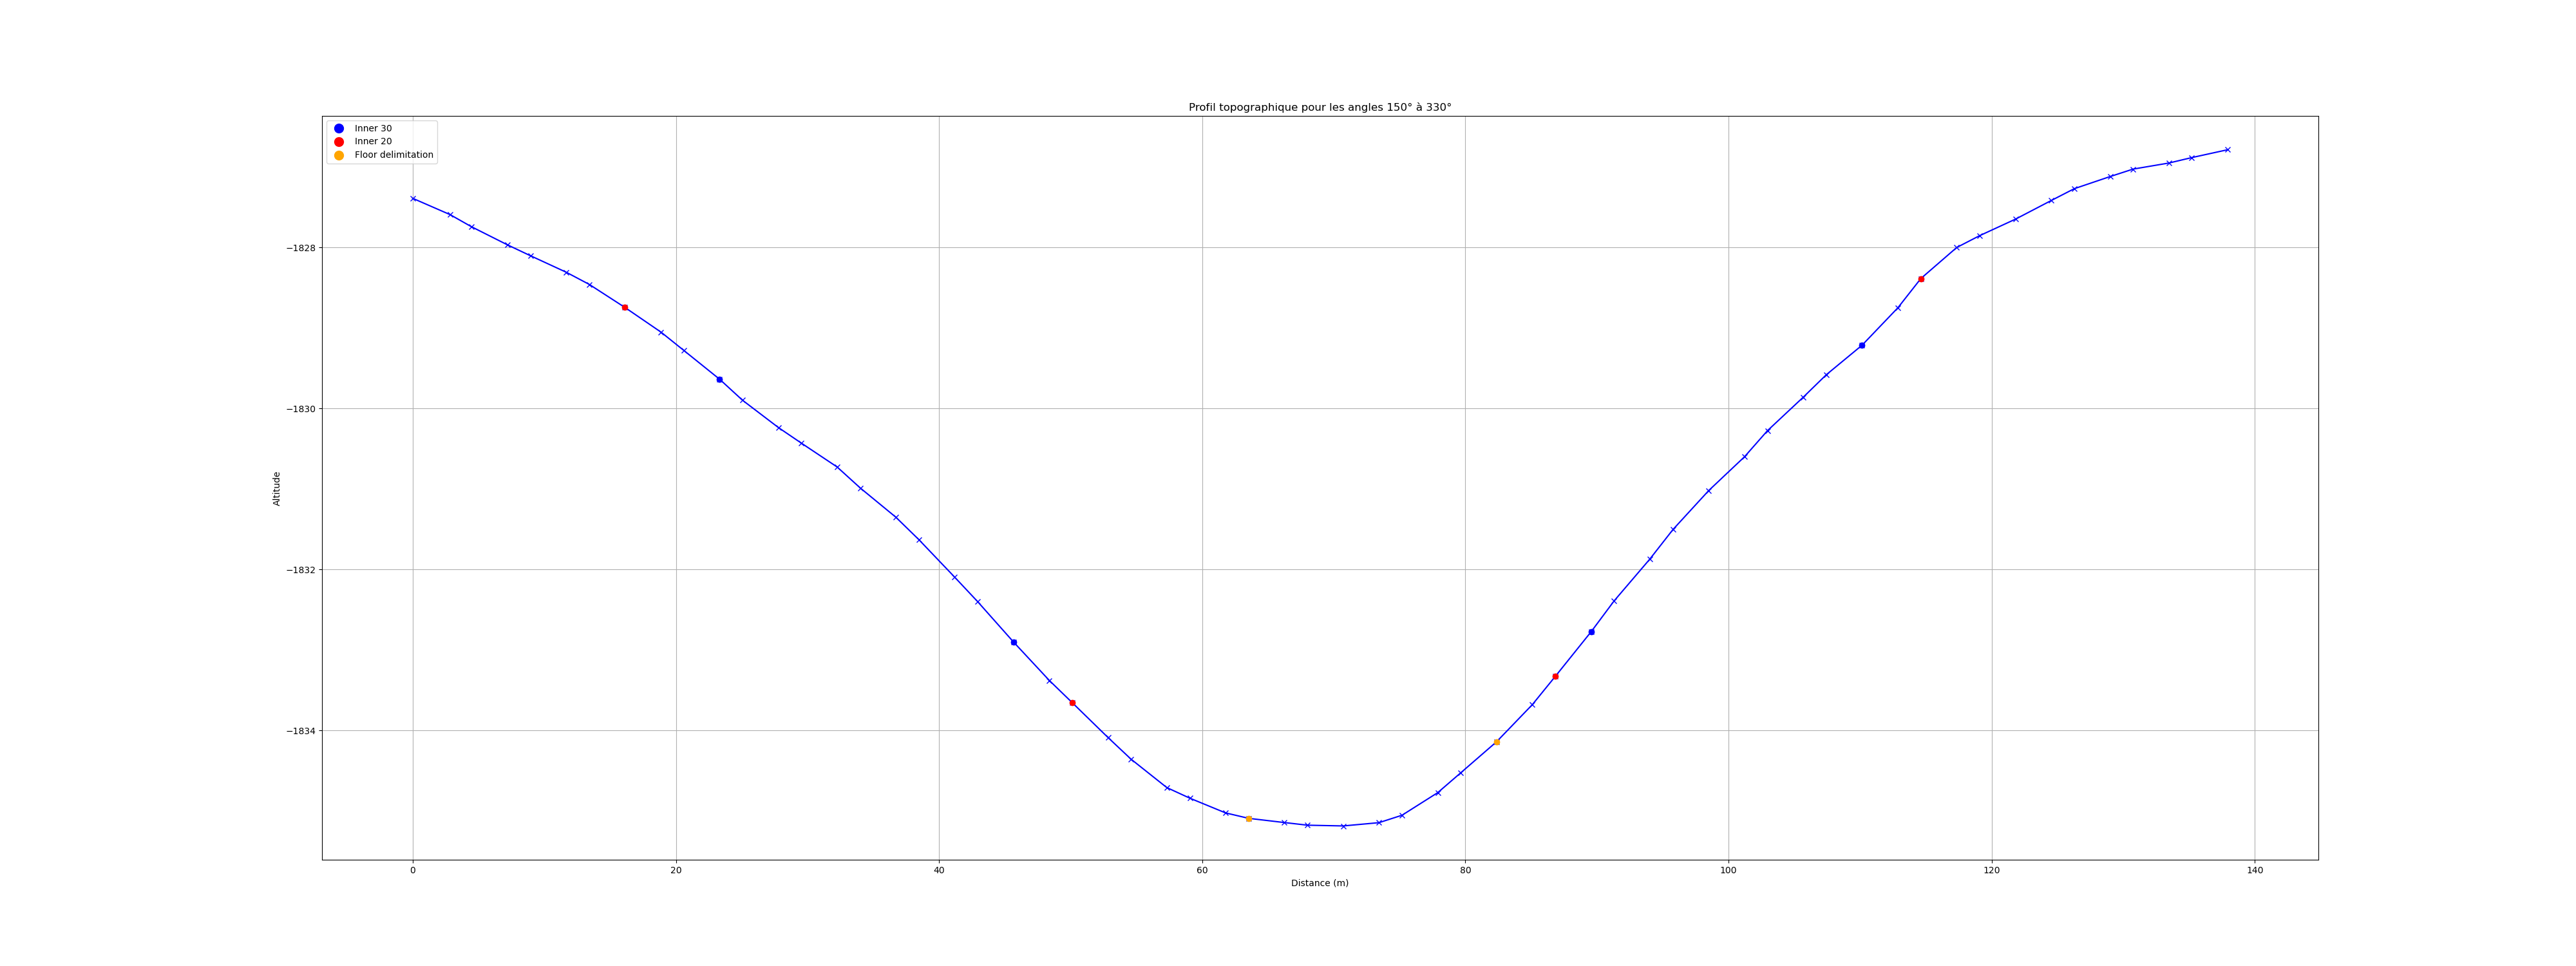 Profil topographique pour les angles 150° à 330°
Inner 30
Inner 20
Floor delimitation
−1828
−1830
−1832
−1834
Altitude
0 20 40 60 80 100 120 140
Distance (m)